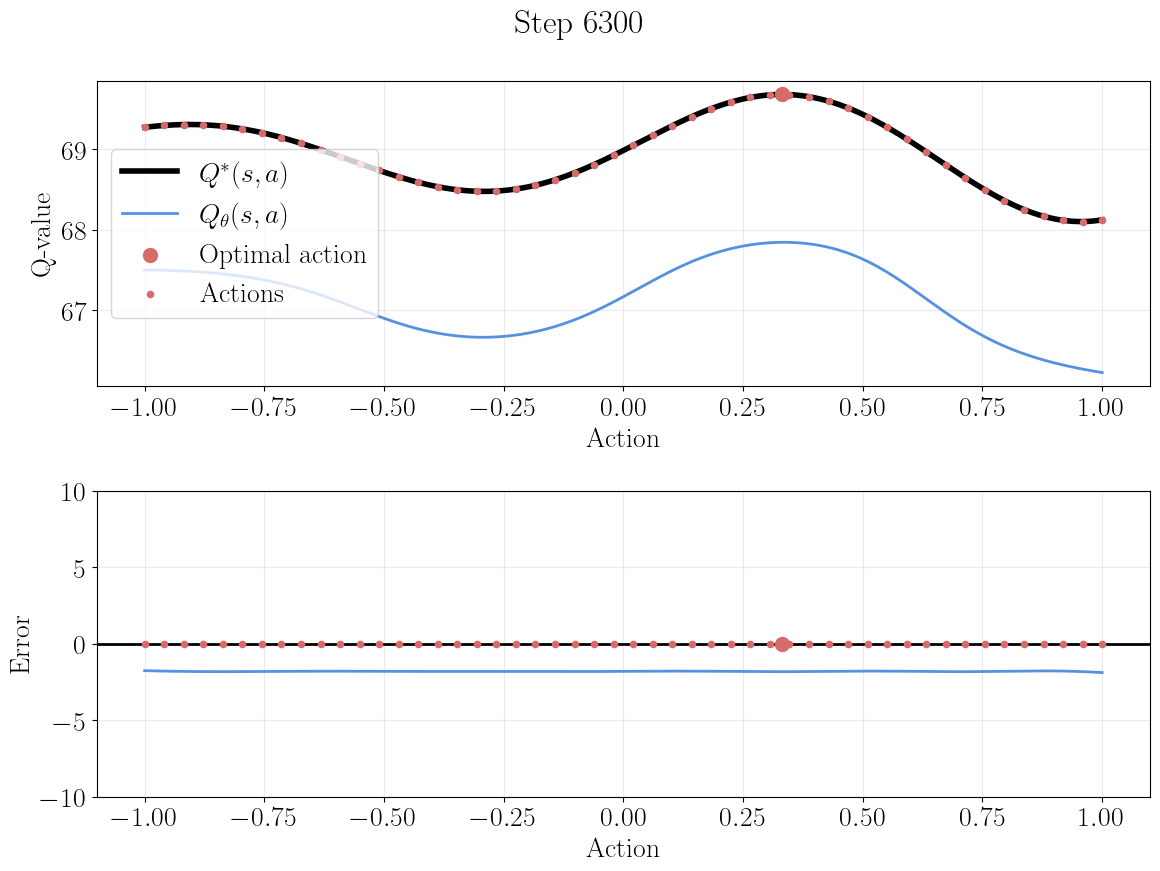 Step 6300
Q-value
69
68
67
Q*(s, a)
Qθ(s, a)
Optimal action
Actions
−1.00 −0.75 −0.50 −0.25 0.00 0.25 0.50 0.75 1.00
Action
Error
10
5
0
−5
−10
−1.00 −0.75 −0.50 −0.25 0.00 0.25 0.50 0.75 1.00
Action